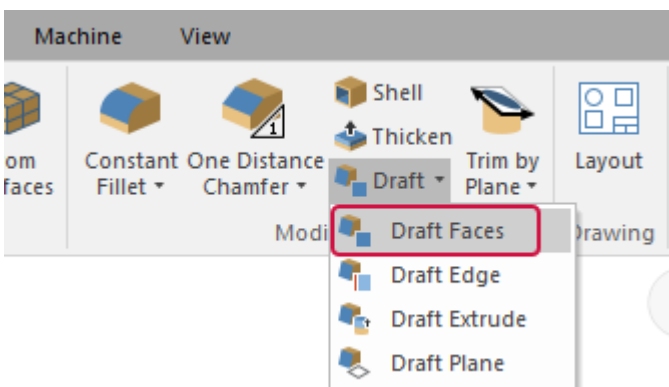 Machine View
Shell
Thicken
om
faces
Constant
Fillet
One Distance
Chamfer
1
Draft
Trim by
Plane
Layout
Modi
Drawing
Draft Faces
Draft Edge
Draft Extrude
Draft Plane